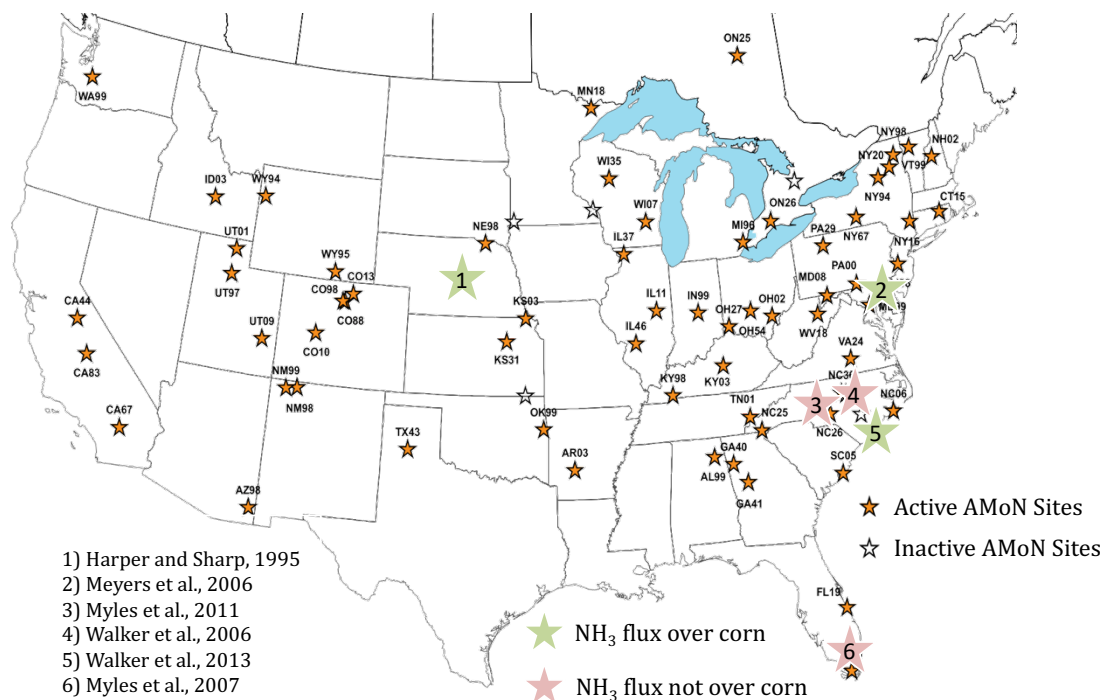 ON25
WA99
MN18
NY98
NH02
NY20
VT99
WI35
ID03
WY94
NY94
CT15
WI07
ON26
NE98
MI96
UT01
IL37
PA29
NY67
NY16
WY95
1
CO13
PA00
UT97
CO98
MD08
2
CA44
CO88
KS03
IL11
IN99
OH27
OH02
OH54
WV18
UT09
CO10
IL46
KS31
VA24
CA83
NM99
KY03
NM98
KY98
3
4
NC06
CA67
TN01
NC25
NC26
5
TX43
OK99
AR03
GA40
AL99
SC05
GA41
AZ98
Active AMoN Sites
Inactive AMoN Sites
1) Harper and Sharp, 1995
2) Meyers et al., 2006
3) Myles et al., 2011
4) Walker et al., 2006
5) Walker et al., 2013
6) Myles et al., 2007
FL19
6
NH₃ flux over corn
NH₃ flux not over corn